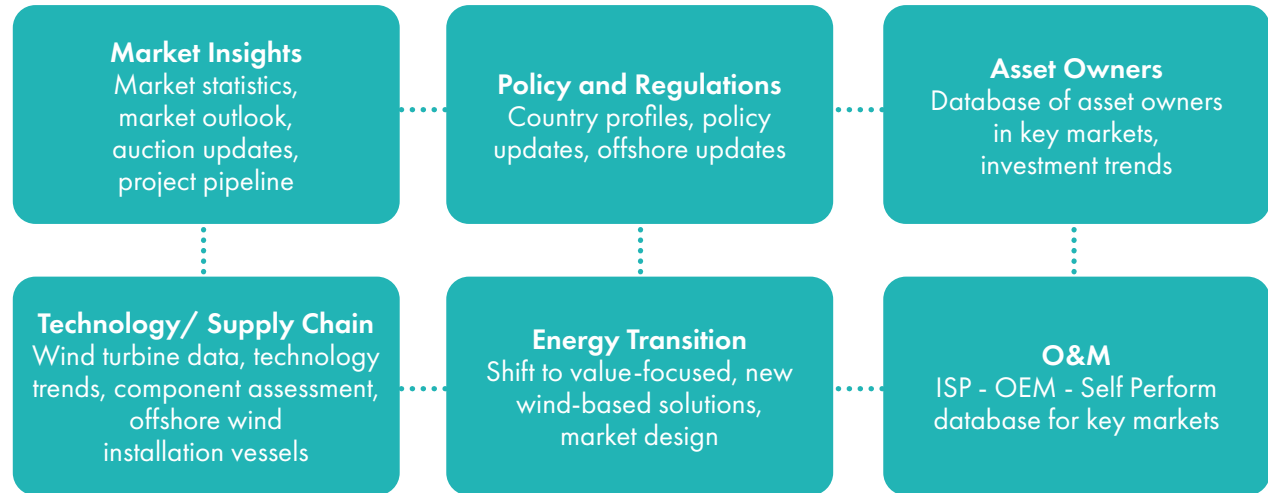 Market Insights
Market statistics,
market outlook,
auction updates,
project pipeline
Policy and Regulations
Country profiles, policy
updates, offshore updates
Asset Owners
Database of asset owners
in key markets,
investment trends
Technology/ Supply Chain
Wind turbine data, technology
trends, component assessment,
offshore wind
installation vessels
Energy Transition
Shift to value-focused, new
wind-based solutions,
market design
O&M
ISP - OEM - Self Perform
database for key markets